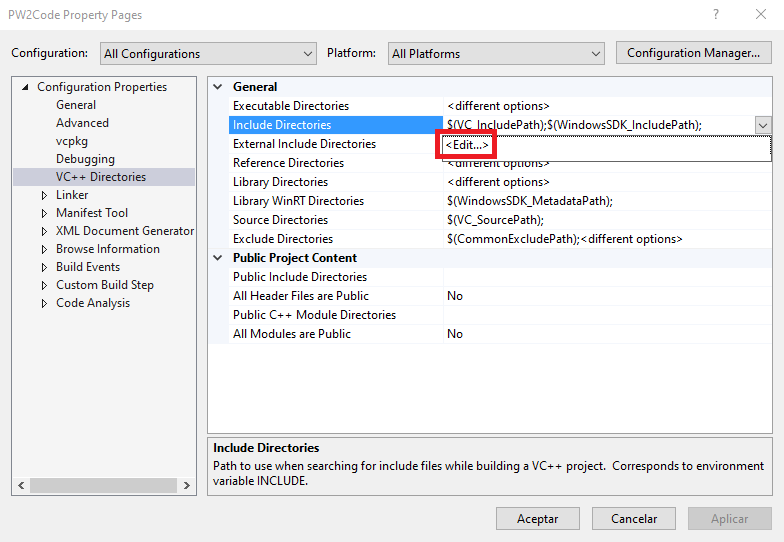 PW2Code Property Pages
?
Configuration: All Configurations Platform: All Platforms Configuration Manager...
Configuration Properties
General
Advanced
vcpkg
Debugging
VC++ Directories
Linker
Manifest Tool
XML Document Generator
Browse Information
Build Events
Custom Build Step
Code Analysis
General
Executable Directories <different options>
Include Directories $(VC_IncludePath);$(WindowsSDK_IncludePath);
External Include Directories <Edit...>
Reference Directories <different options>
Library Directories <different options>
Library WinRT Directories $(WindowsSDK_MetadataPath);
Source Directories $(VC_SourcePath);
Exclude Directories $(CommonExcludePath);<different options>
Public Project Content
Public Include Directories
All Header Files are Public No
Public C++ Module Directories
All Modules are Public No
Include Directories
Path to use when searching for include files while building a VC++ project.  Corresponds to environment
variable INCLUDE.
Aceptar Cancelar Aplicar